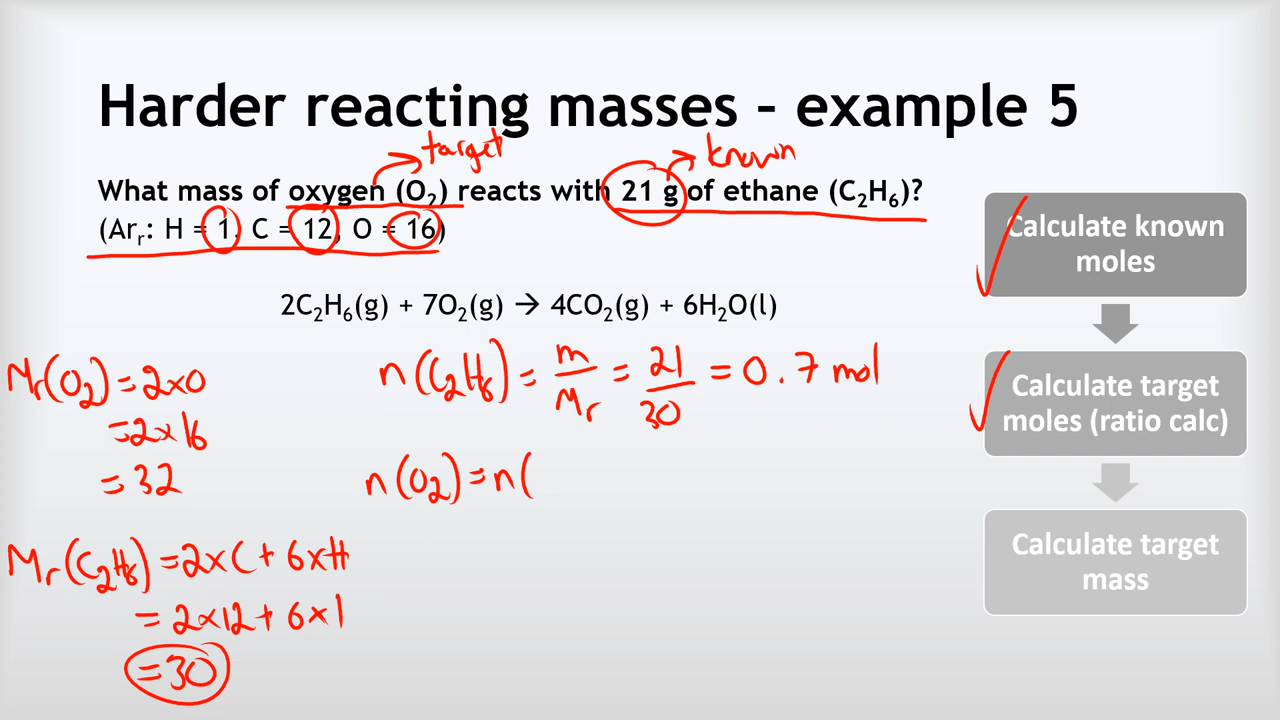 Harder reacting masses – example 5
target
known
What mass of oxygen (O₂) reacts with 21 g of ethane (C₂H₆)?
(Arᵣ: H = 1, C = 12, O = 16)
2C₂H₆(g) + 7O₂(g) → 4CO₂(g) + 6H₂O(l)
Mr(O₂) = 2×O
= 2×16
= 32
n(C₂H₆) = m/Mr = 21/30 = 0.7 mol
n(O₂) = n(
Mr(C₂H₆) = 2×C + 6×H
= 2×12 + 6×1
= 30
Calculate known
moles
Calculate target
moles (ratio calc)
Calculate target
mass